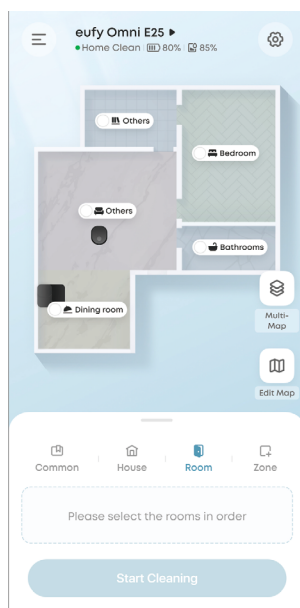 eufy Omni E25
Home Clean 80% 85%
Others
Bedroom
Others
Bathrooms
Dining room
Multi-
Map
Edit Map
Common House Room Zone
Please select the rooms in order
Start Cleaning